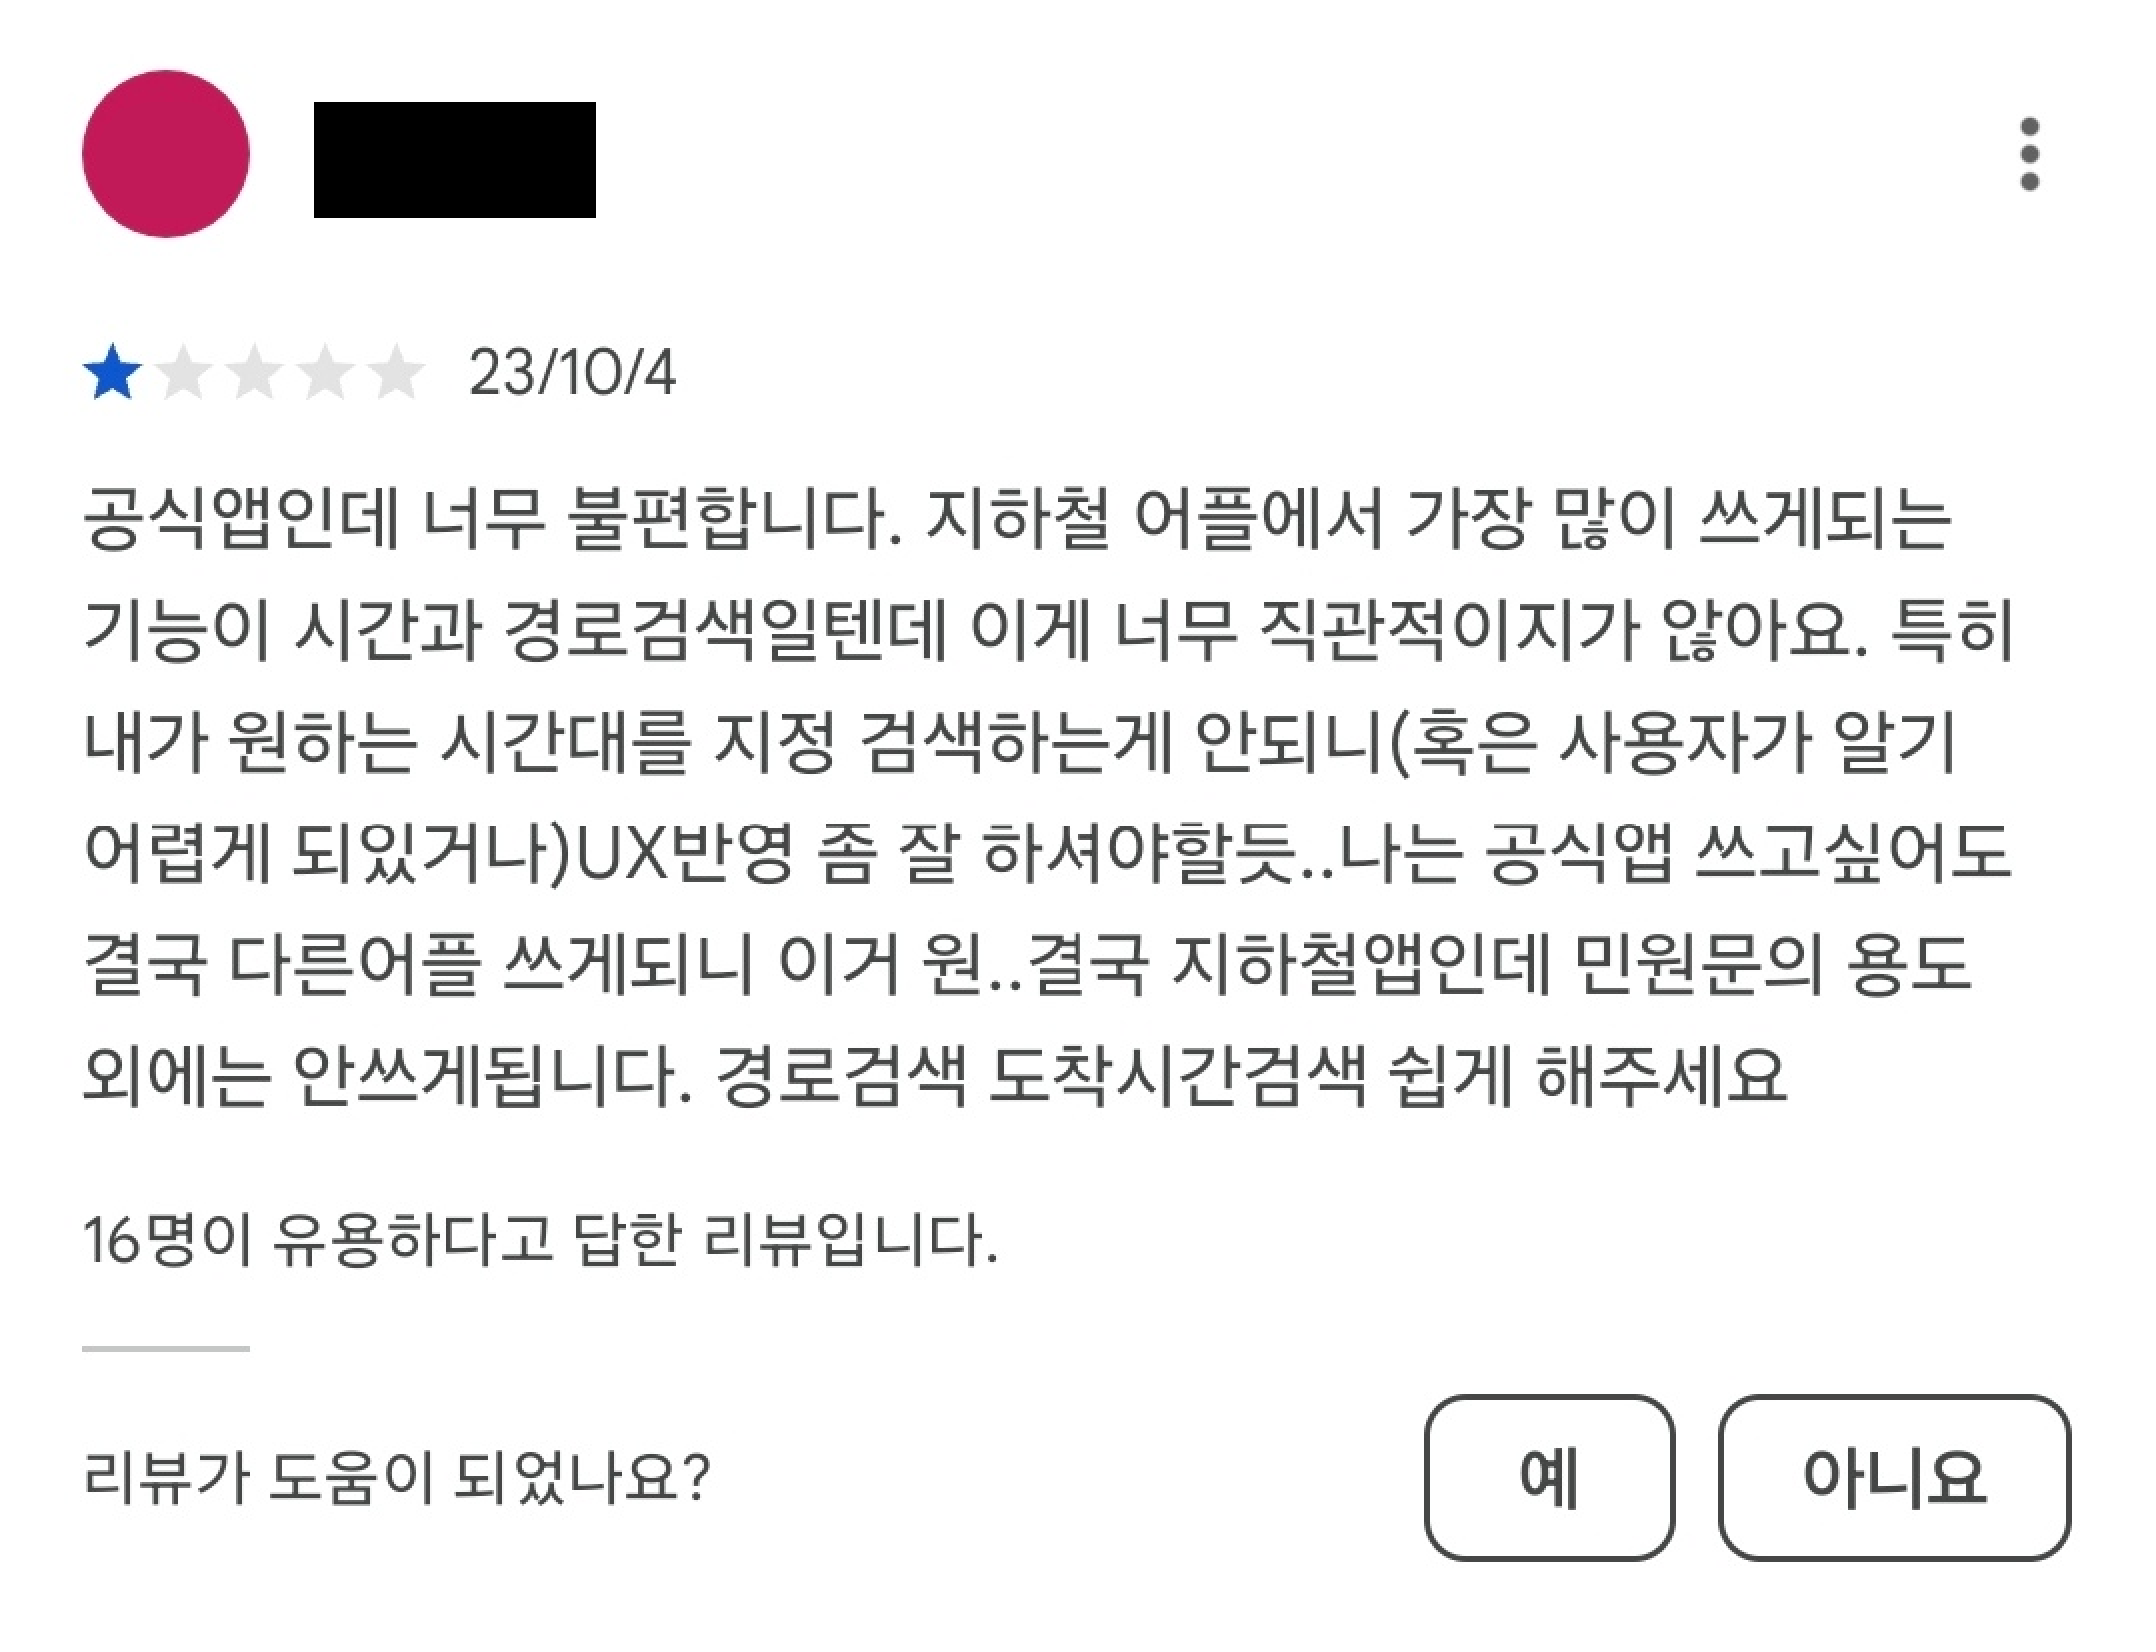 23/10/4
공식앱인데 너무 불편합니다. 지하철 어플에서 가장 많이 쓰게되는
기능이 시간과 경로검색일텐데 이게 너무 직관적이지가 않아요. 특히
내가 원하는 시간대를 지정 검색하는게 안되니(혹은 사용자가 알기
어렵게 되있거나)UX반영 좀 잘 하셔야할듯..나는 공식앱 쓰고싶어도
결국 다른어플 쓰게되니 이거 원..결국 지하철앱인데 민원문의 용도
외에는 안쓰게됩니다. 경로검색 도착시간검색 쉽게 해주세요
16명이 유용하다고 답한 리뷰입니다.
리뷰가 도움이 되었나요?
예
아니요